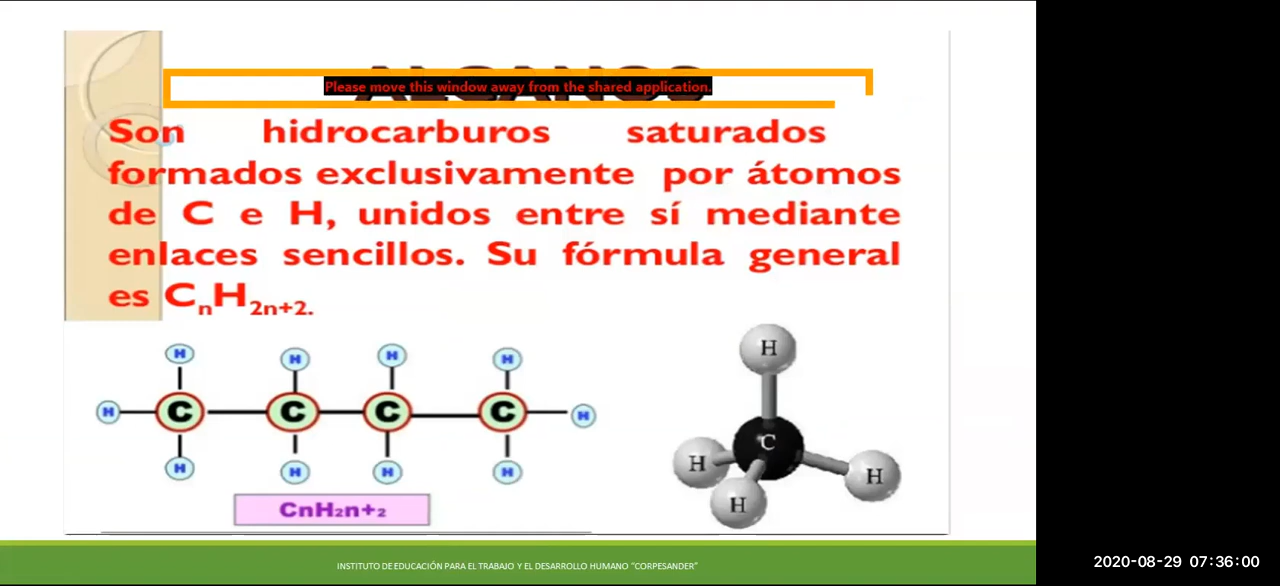 ALCANOS
Please move this window away from the shared application.
Son hidrocarburos saturados
formados exclusivamente por átomos
de C e H, unidos entre sí mediante
enlaces sencillos. Su fórmula general
es CnH2n+2.
H H H H
H C C C C H
H H H H
CnH2n+2
H
C
H H
H
INSTITUTO DE EDUCACIÓN PARA EL TRABAJO Y EL DESARROLLO HUMANO "CORPESANDER"
2020-08-29 07:36:00